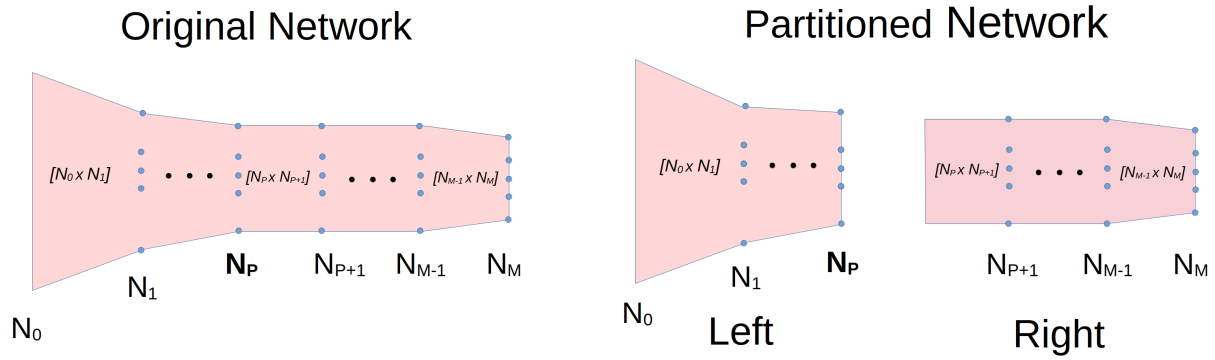 Original Network
[N0 x N1]
[NP x NP+1]
[NM-1 x NM]
N0
N1
NP
NP+1
NM-1
NM
Partitioned Network
[N0 x N1]
N0
N1
NP
Left
[NP x NP+1]
[NM-1 x NM]
NP+1
NM-1
NM
Right